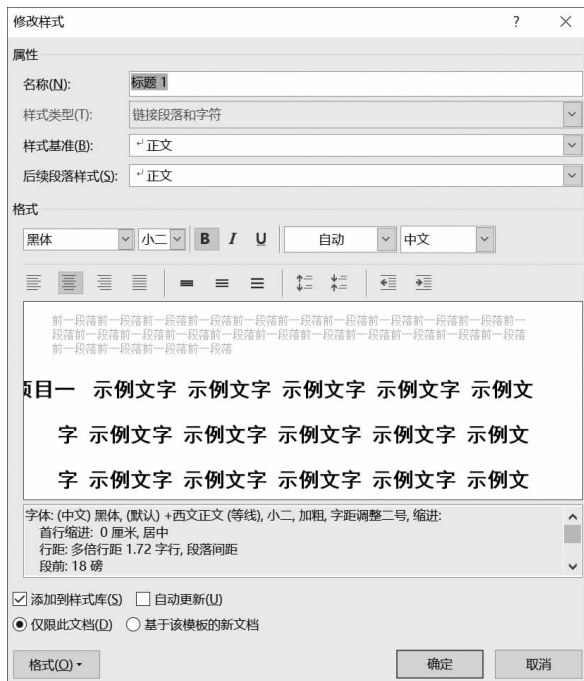 修改样式 ? ×
属性
名称(N): 标题 1
样式类型(T): 链接段落和字符
样式基准(B): 正文
后续段落样式(S): 正文
格式
黑体 小二 B I U 自动 中文
前一段落前一段落前一段落前一段落前一段落前一段落前一段落前一段落前一段落前一
段落前一段落前一段落前一段落前一段落前一段落前一段落前一段落前一段落前一段落
前一段落前一段落前一段落前一段落
项目一 示例文字 示例文字 示例文字 示例文字 示例文
字 示例文字 示例文字 示例文字 示例文字 示例文
字 示例文字 示例文字 示例文字 示例文字 示例文
字体: (中文) 黑体, (默认) +西文正文 (等线), 小二, 加粗, 字距调整二号, 缩进:
首行缩进: 0 厘米, 居中
行距: 多倍行距 1.72 字行, 段落间距
段前: 18 磅
添加到样式库(S) 自动更新(U)
仅限此文档(D) 基于该模板的新文档
格式(O) 确定 取消